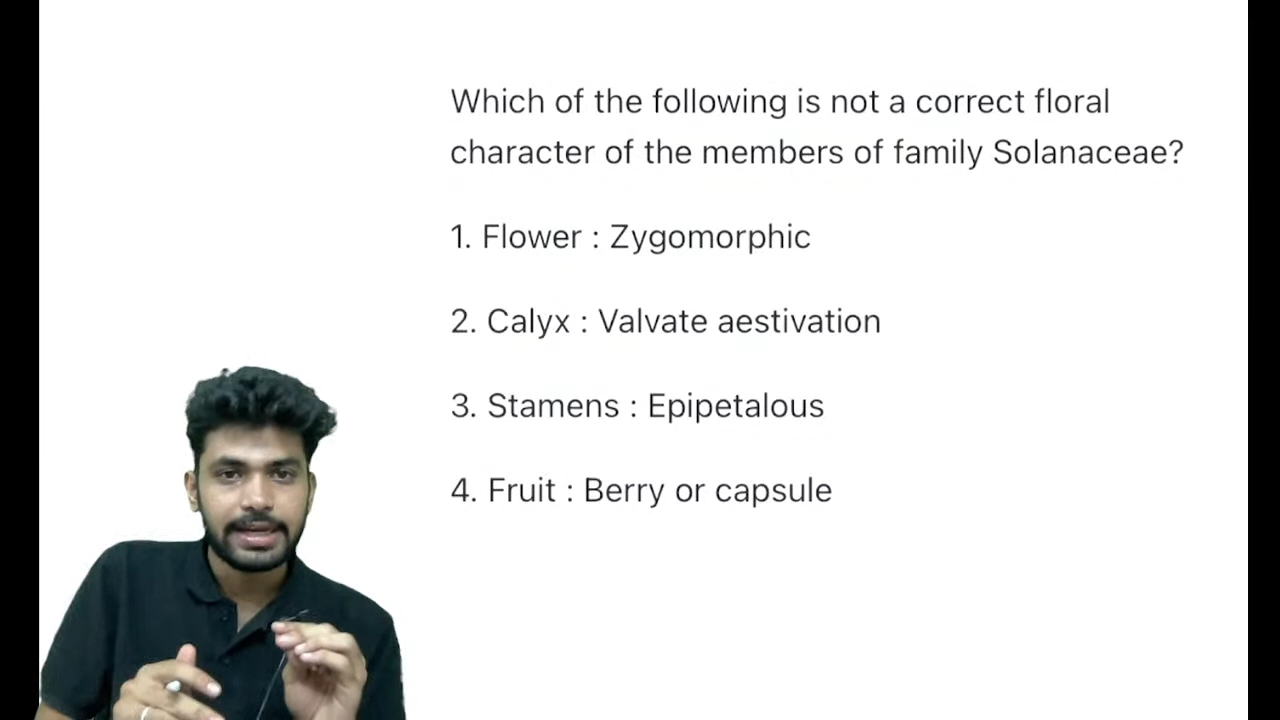 Which of the following is not a correct floral
character of the members of family Solanaceae?
1. Flower : Zygomorphic
2. Calyx : Valvate aestivation
3. Stamens : Epipetalous
4. Fruit : Berry or capsule